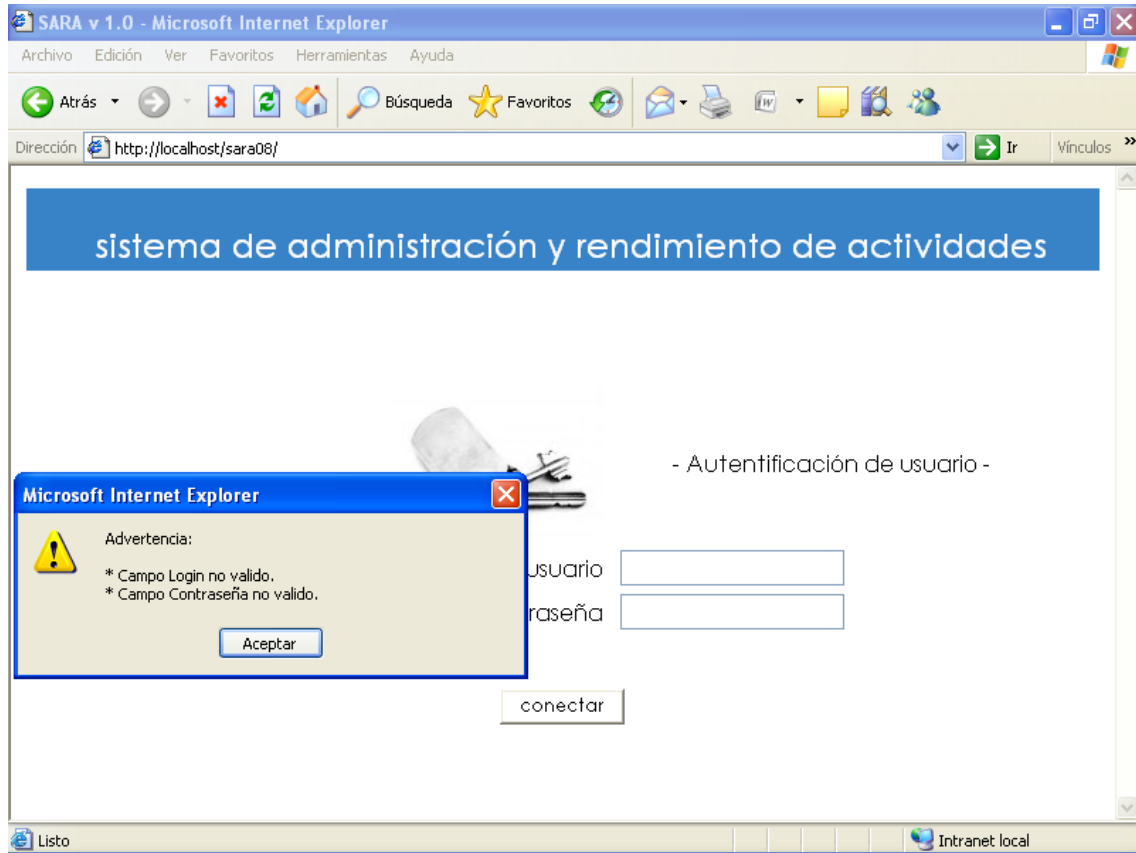 SARA v 1.0 - Microsoft Internet Explorer
Archivo Edición Ver Favoritos Herramientas Ayuda
Atrás Búsqueda Favoritos
Dirección http://localhost/sara08/ Ir Vínculos »
sistema de administración y rendimiento de actividades
- Autentificación de usuario -
Microsoft Internet Explorer
Advertencia:
* Campo Login no valido.
* Campo Contraseña no valido.
Aceptar
usuario
raseña
conectar
Listo Intranet local